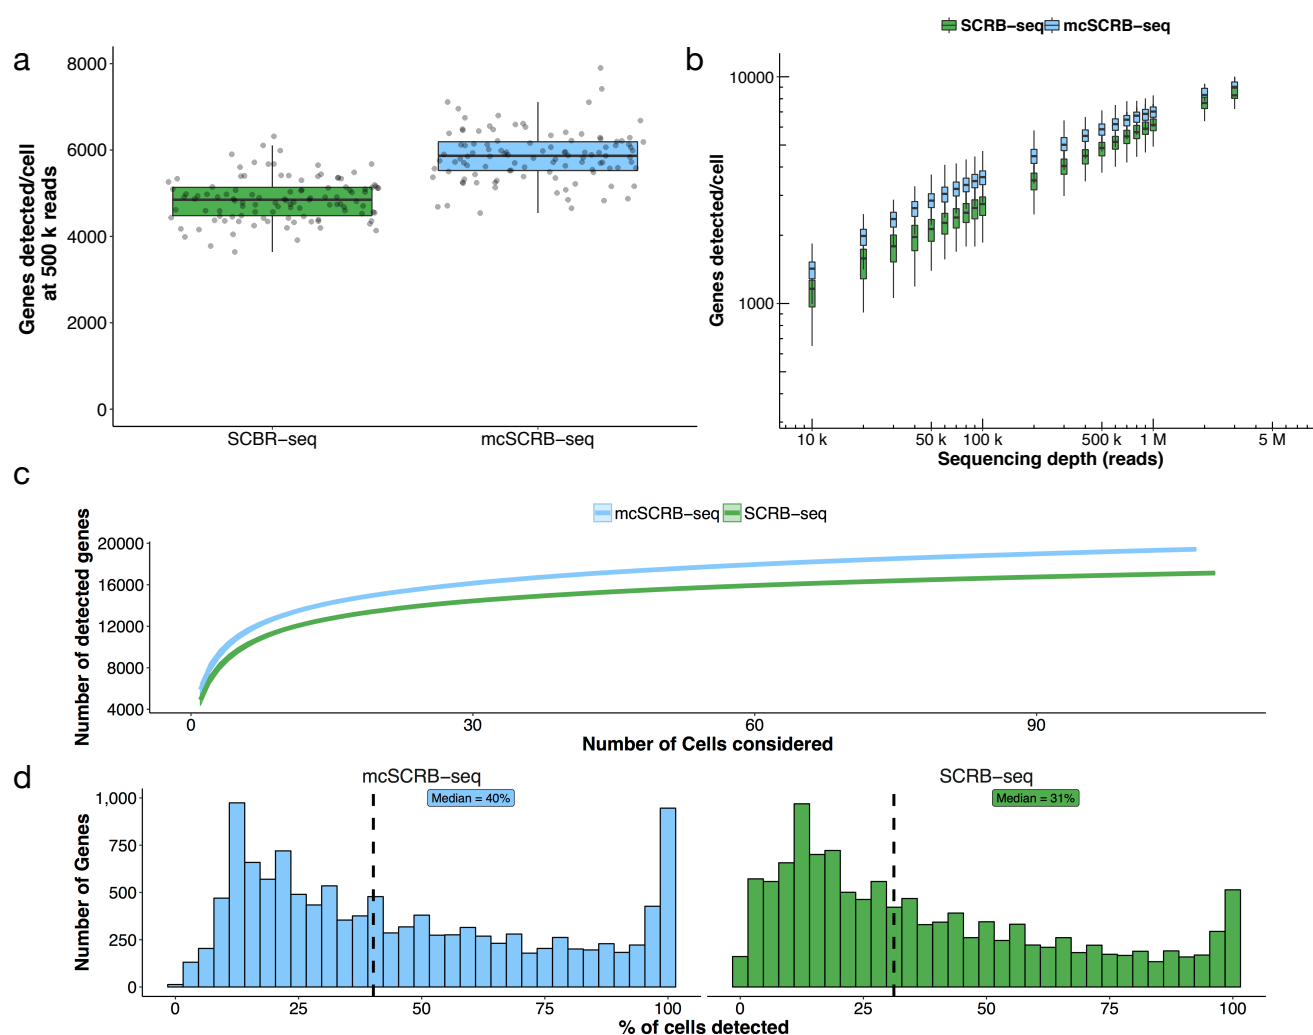 a
Genes detected/cell
at 500 k reads
8000
6000
4000
2000
0
SCBR−seq
mcSCRB−seq
b
SCRB−seq mcSCRB−seq
Genes detected/cell
10000
1000
10 k 50 k 100 k 500 k 1 M 5 M
Sequencing depth (reads)
c
mcSCRB−seq SCRB−seq
Number of detected genes
20000
16000
12000
8000
4000
0 30 60 90
Number of Cells considered
d
mcSCRB−seq
Median = 40%
SCRB−seq
Median = 31%
Number of Genes
1,000
750
500
250
0
0 25 50 75 100
0 25 50 75 100
% of cells detected